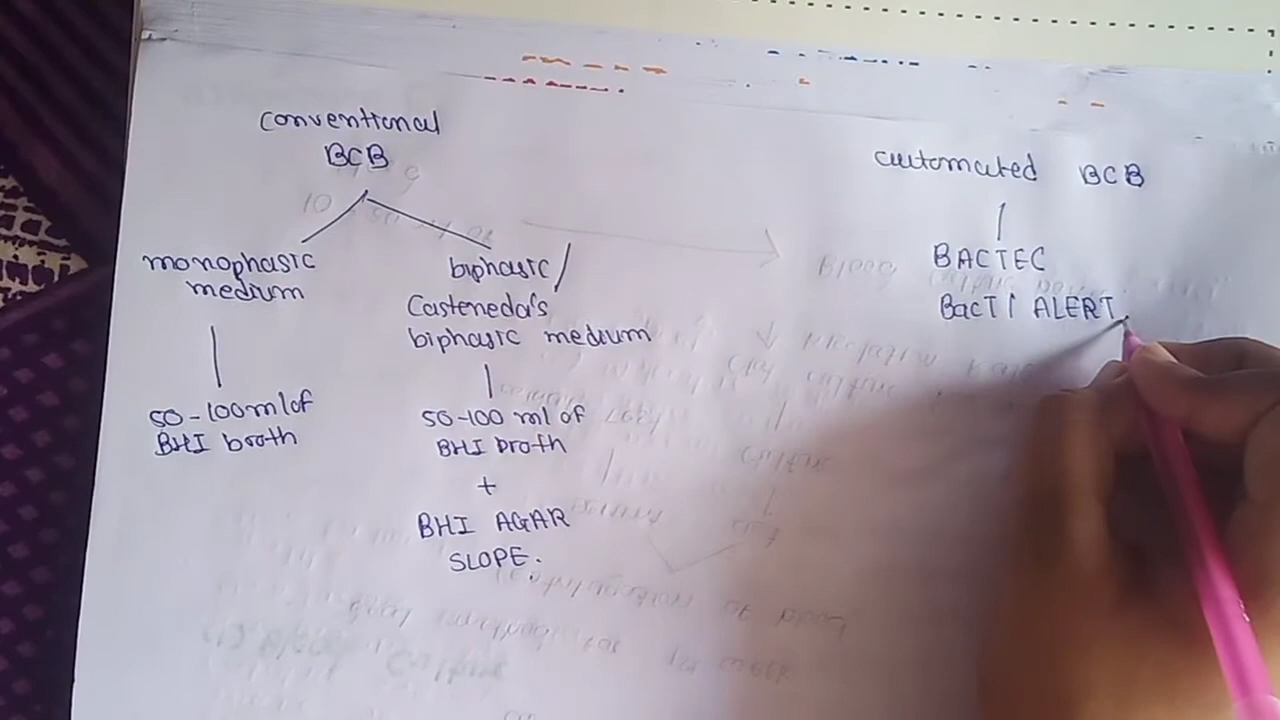 conventional
BCB
monophasic
medium
50-100ml of
BHI broth
biphasic/
Casteneda's
biphasic medium
50-100 ml of
BHI broth
+
BHI AGAR
SLOPE.
automated BCB
BACTEC
BacT/ ALERT